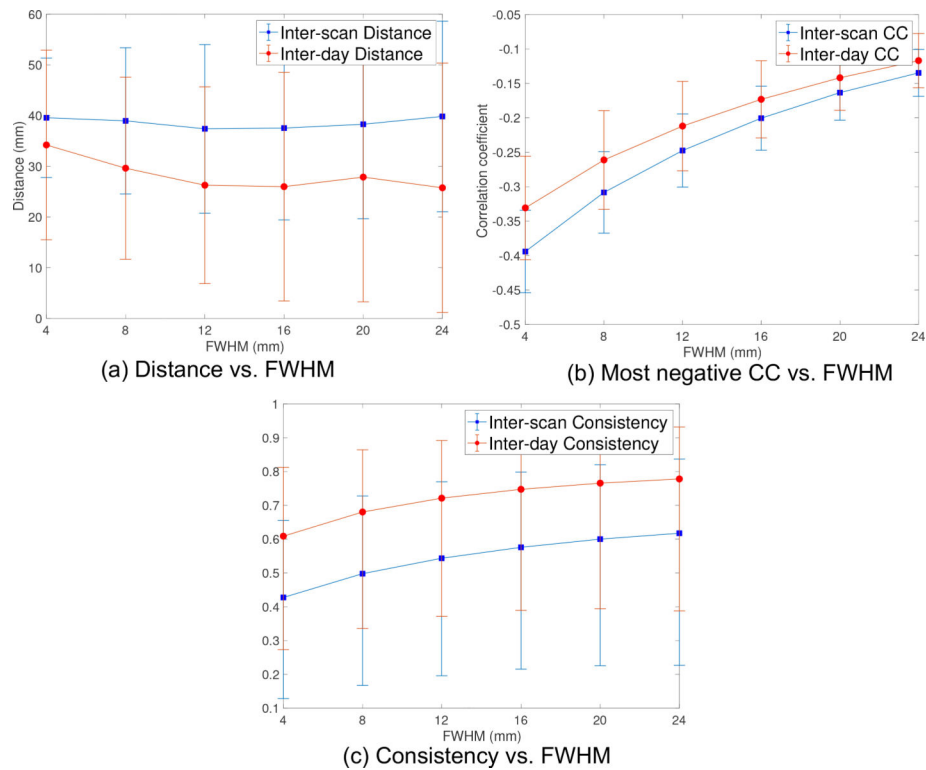 60
50
40
30
20
10
0
Distance (mm)
Inter-scan Distance
Inter-day Distance
4 8 12 16 20 24
FWHM (mm)
(a) Distance vs. FWHM
-0.05
-0.1
-0.15
-0.2
-0.25
-0.3
-0.35
-0.4
-0.45
-0.5
Correlation coefficient
Inter-scan CC
Inter-day CC
4 8 12 16 20 24
FWHM (mm)
(b) Most negative CC vs. FWHM
1
0.9
0.8
0.7
0.6
0.5
0.4
0.3
0.2
0.1
Inter-scan Consistency
Inter-day Consistency
4 8 12 16 20 24
FWHM (mm)
(c) Consistency vs. FWHM